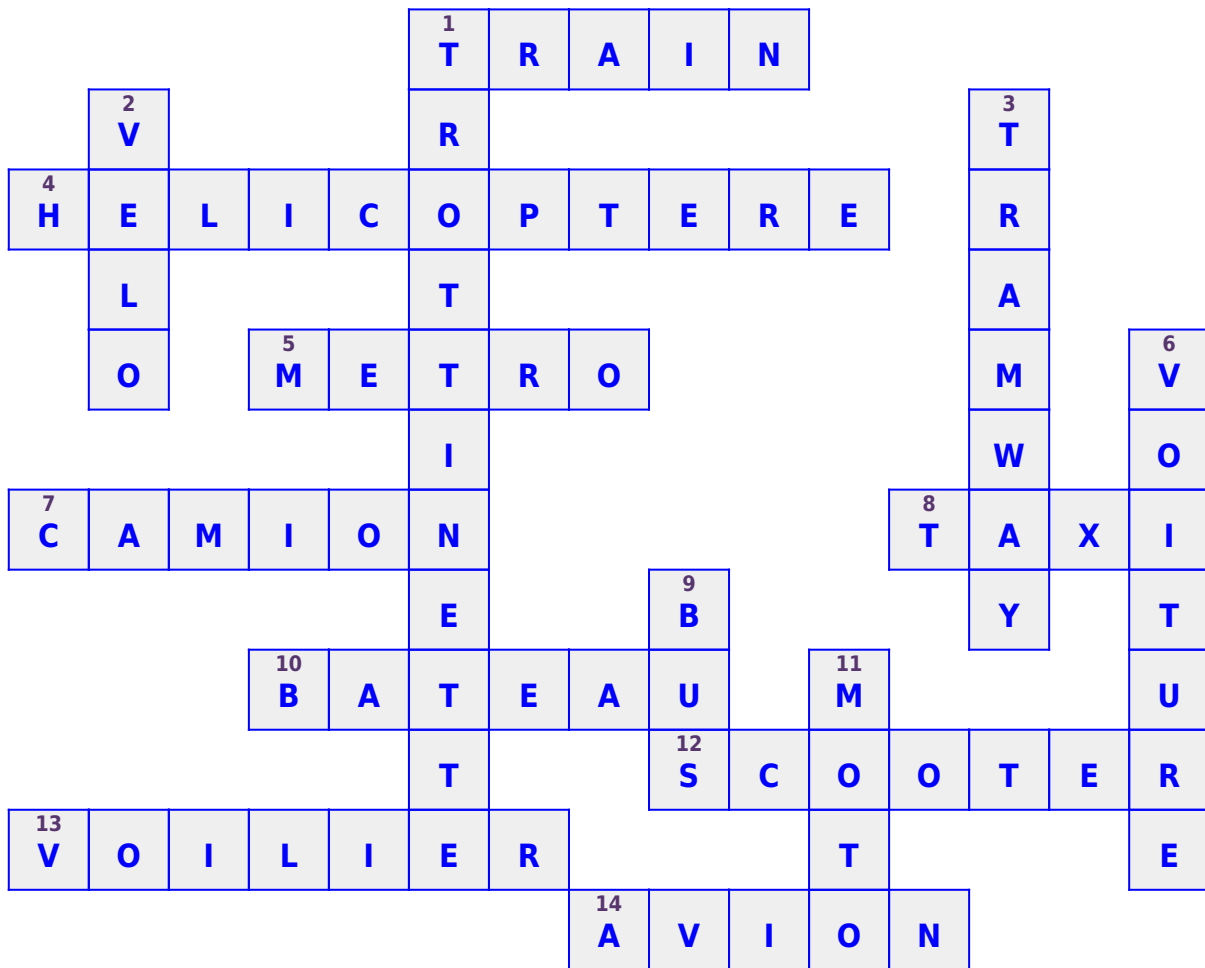 1
T R A I N
2 3
V R T
4
H E L I C O P T E R E R
L T A
5 6
O M E T R O M V
I W O
7 8
C A M I O N T A X I
9
E B Y T
10 11
B A T E A U M U
12
T S C O O T E R
13
V O I L I E R T E
14
A V I O N